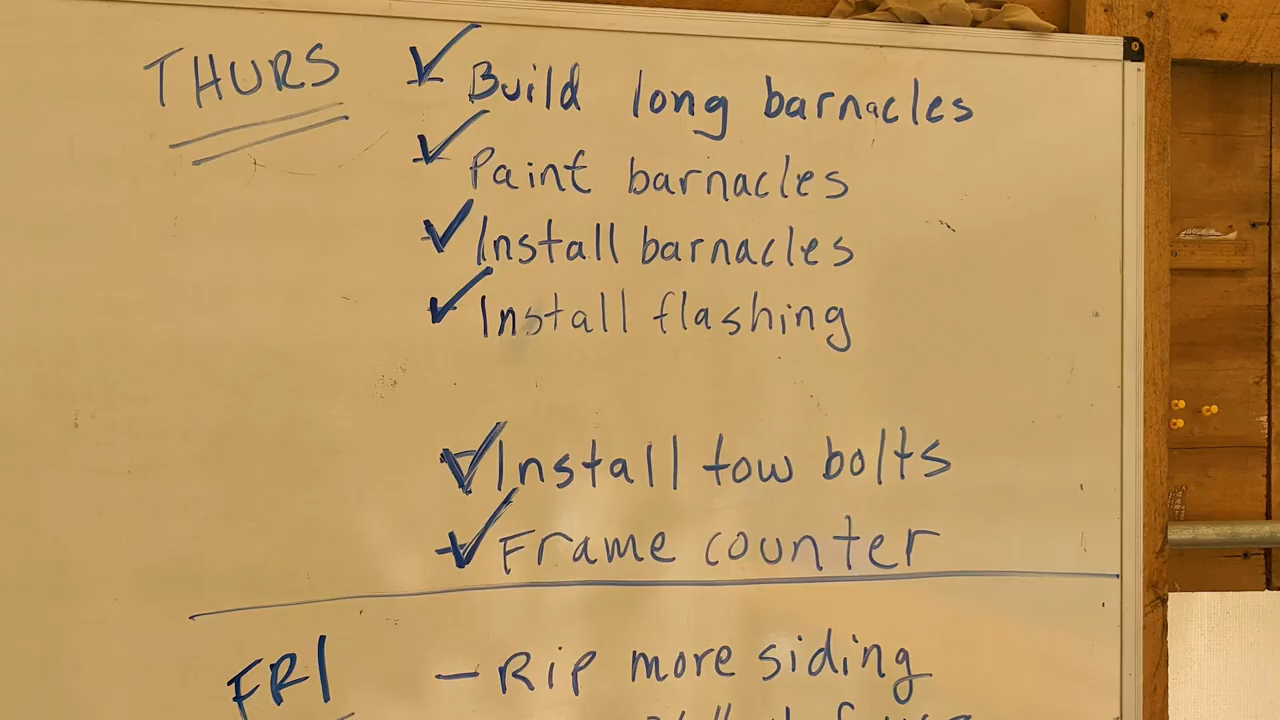 THURS ✓ Build long barnacles
✓ Paint barnacles
✓ Install barnacles
✓ Install flashing
✓ Install tow bolts
✓ Frame counter
FRI - Rip more siding